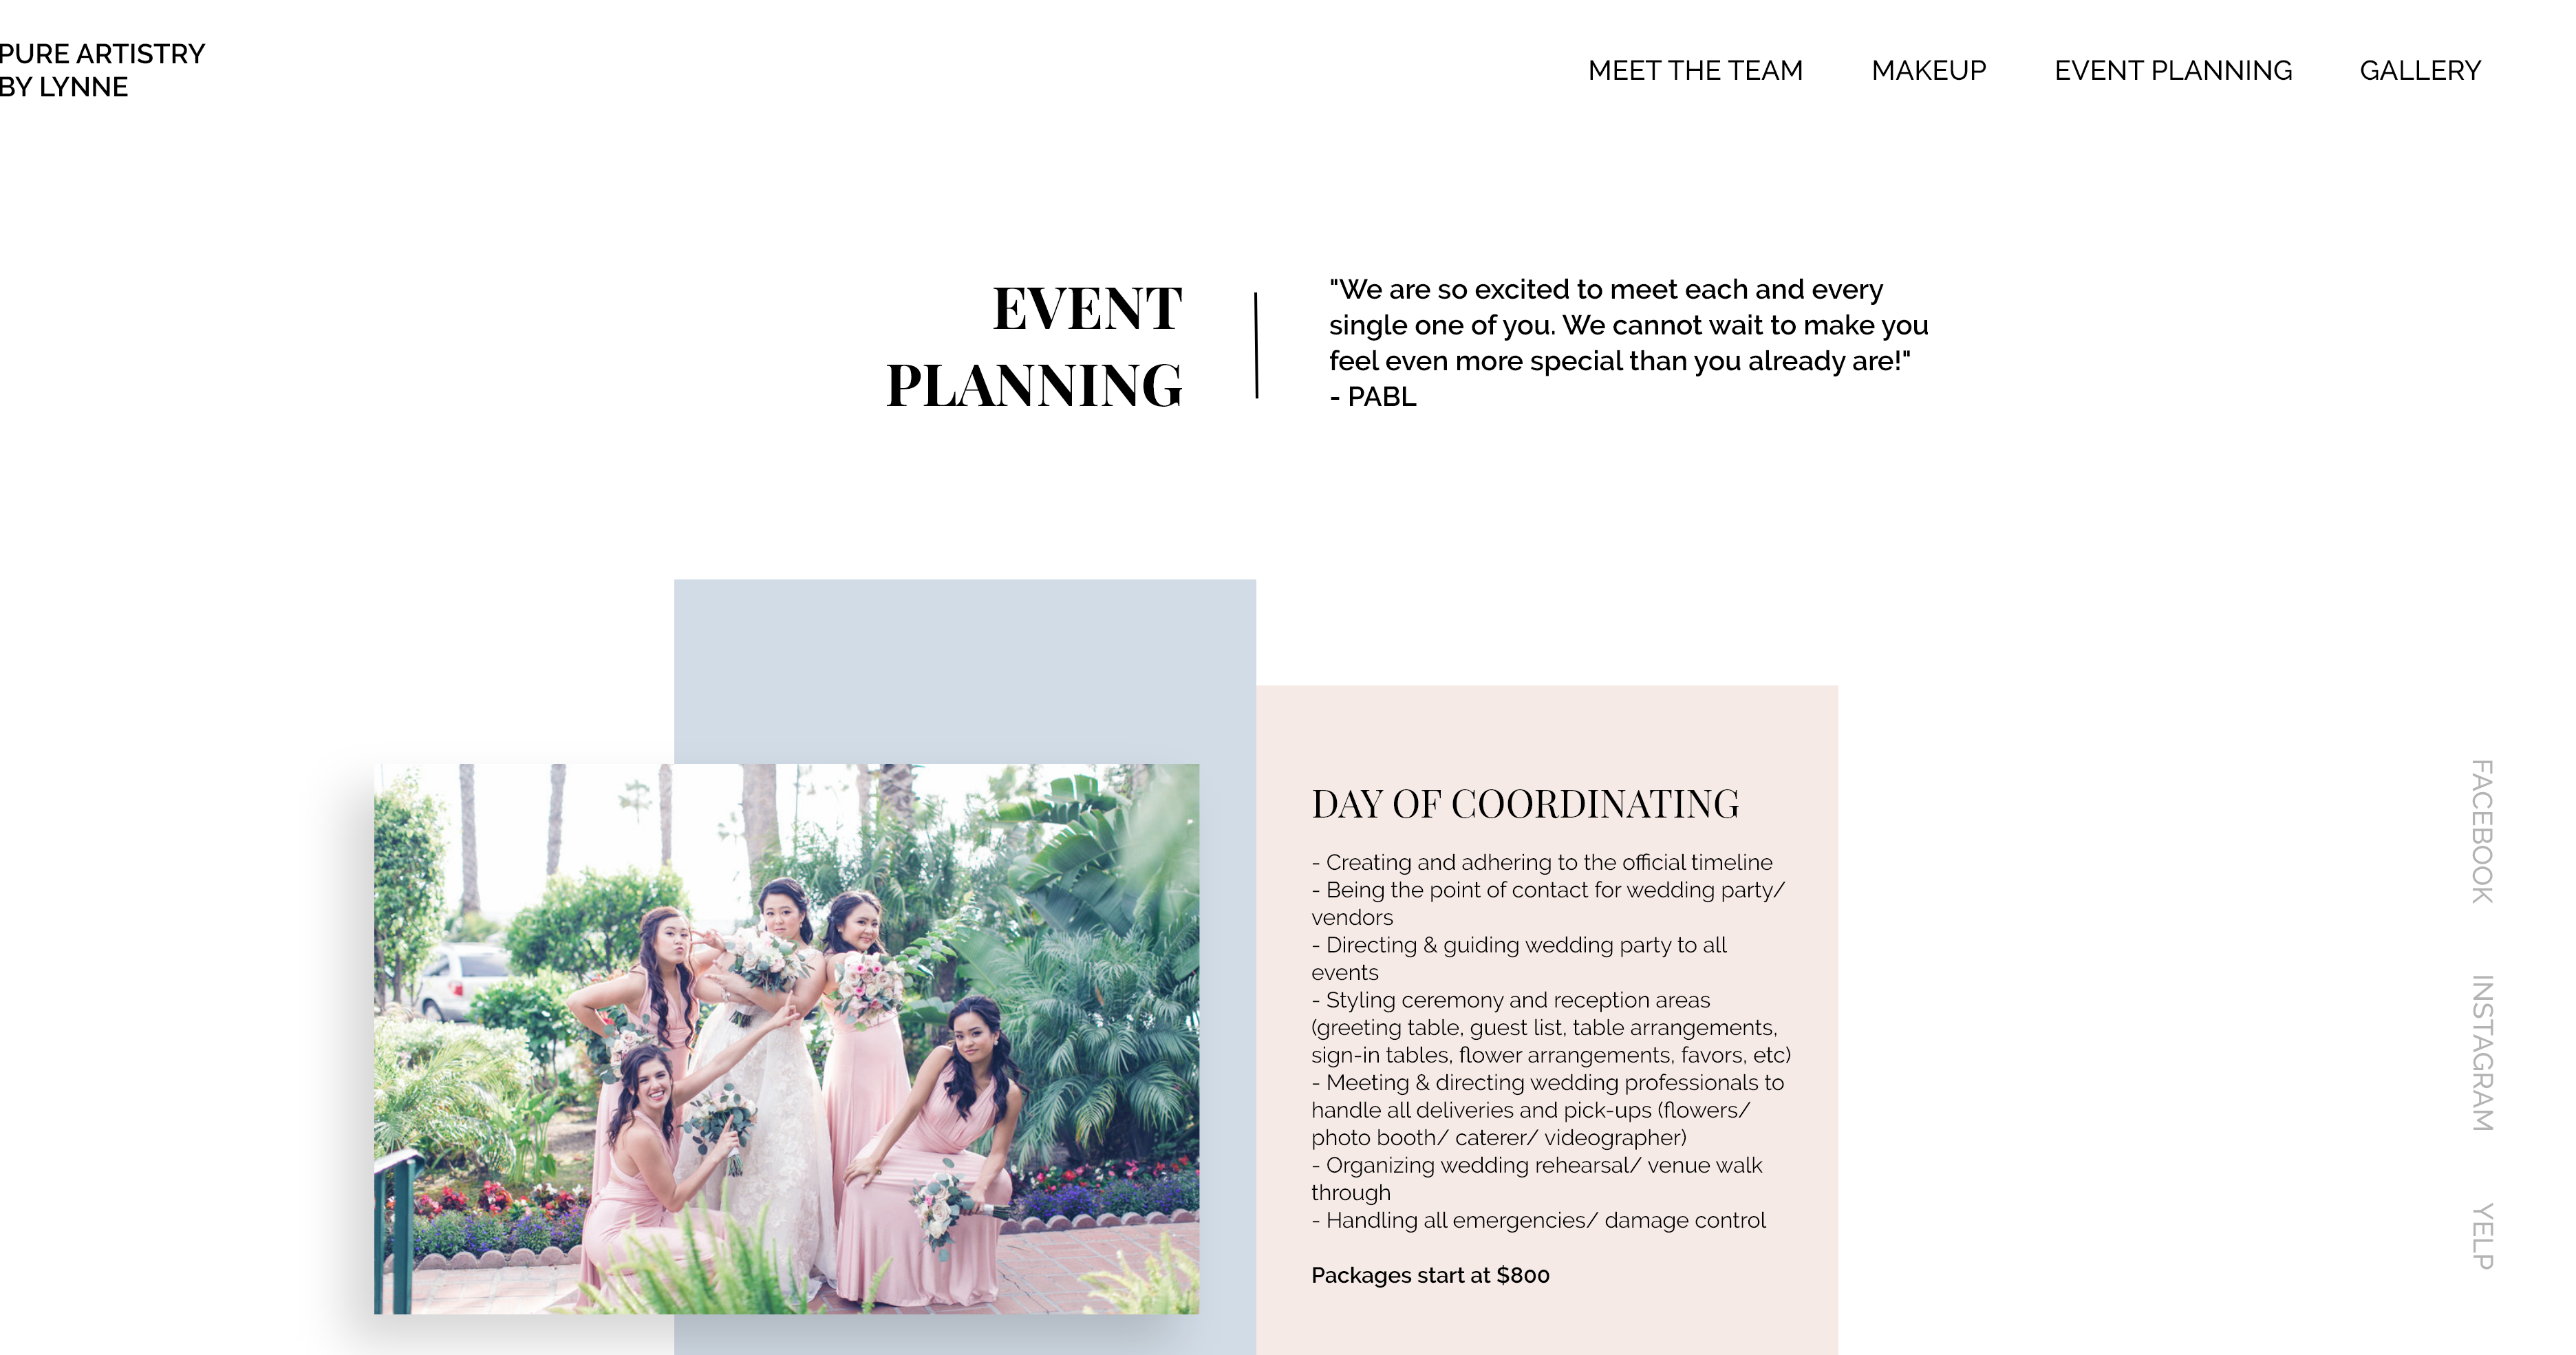 PURE ARTISTRY
BY LYNNE
MEET THE TEAM
MAKEUP
EVENT PLANNING
GALLERY
EVENT
PLANNING
"We are so excited to meet each and every
single one of you. We cannot wait to make you
feel even more special than you already are!"
- PABL
DAY OF COORDINATING
- Creating and adhering to the official timeline
- Being the point of contact for wedding party/
vendors
- Directing & guiding wedding party to all
events
- Styling ceremony and reception areas
(greeting table, guest list, table arrangements,
sign-in tables, flower arrangements, favors, etc)
- Meeting & directing wedding professionals to
handle all deliveries and pick-ups (flowers/
photo booth/ caterer/ videographer)
- Organizing wedding rehearsal/ venue walk
through
- Handling all emergencies/ damage control
Packages start at $800
FACEBOOK
INSTAGRAM
YELP